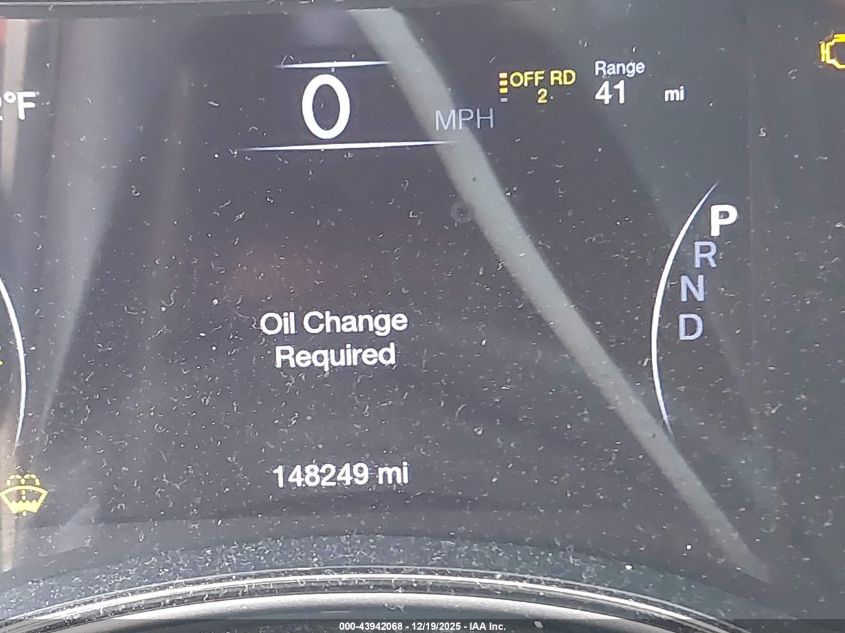 0
MPH
OFF RD
2
Range
41 mi
°F
P
R
N
D
Oil Change
Required
148249 mi
000-43942068 - 12/19/2025 - IAA Inc.